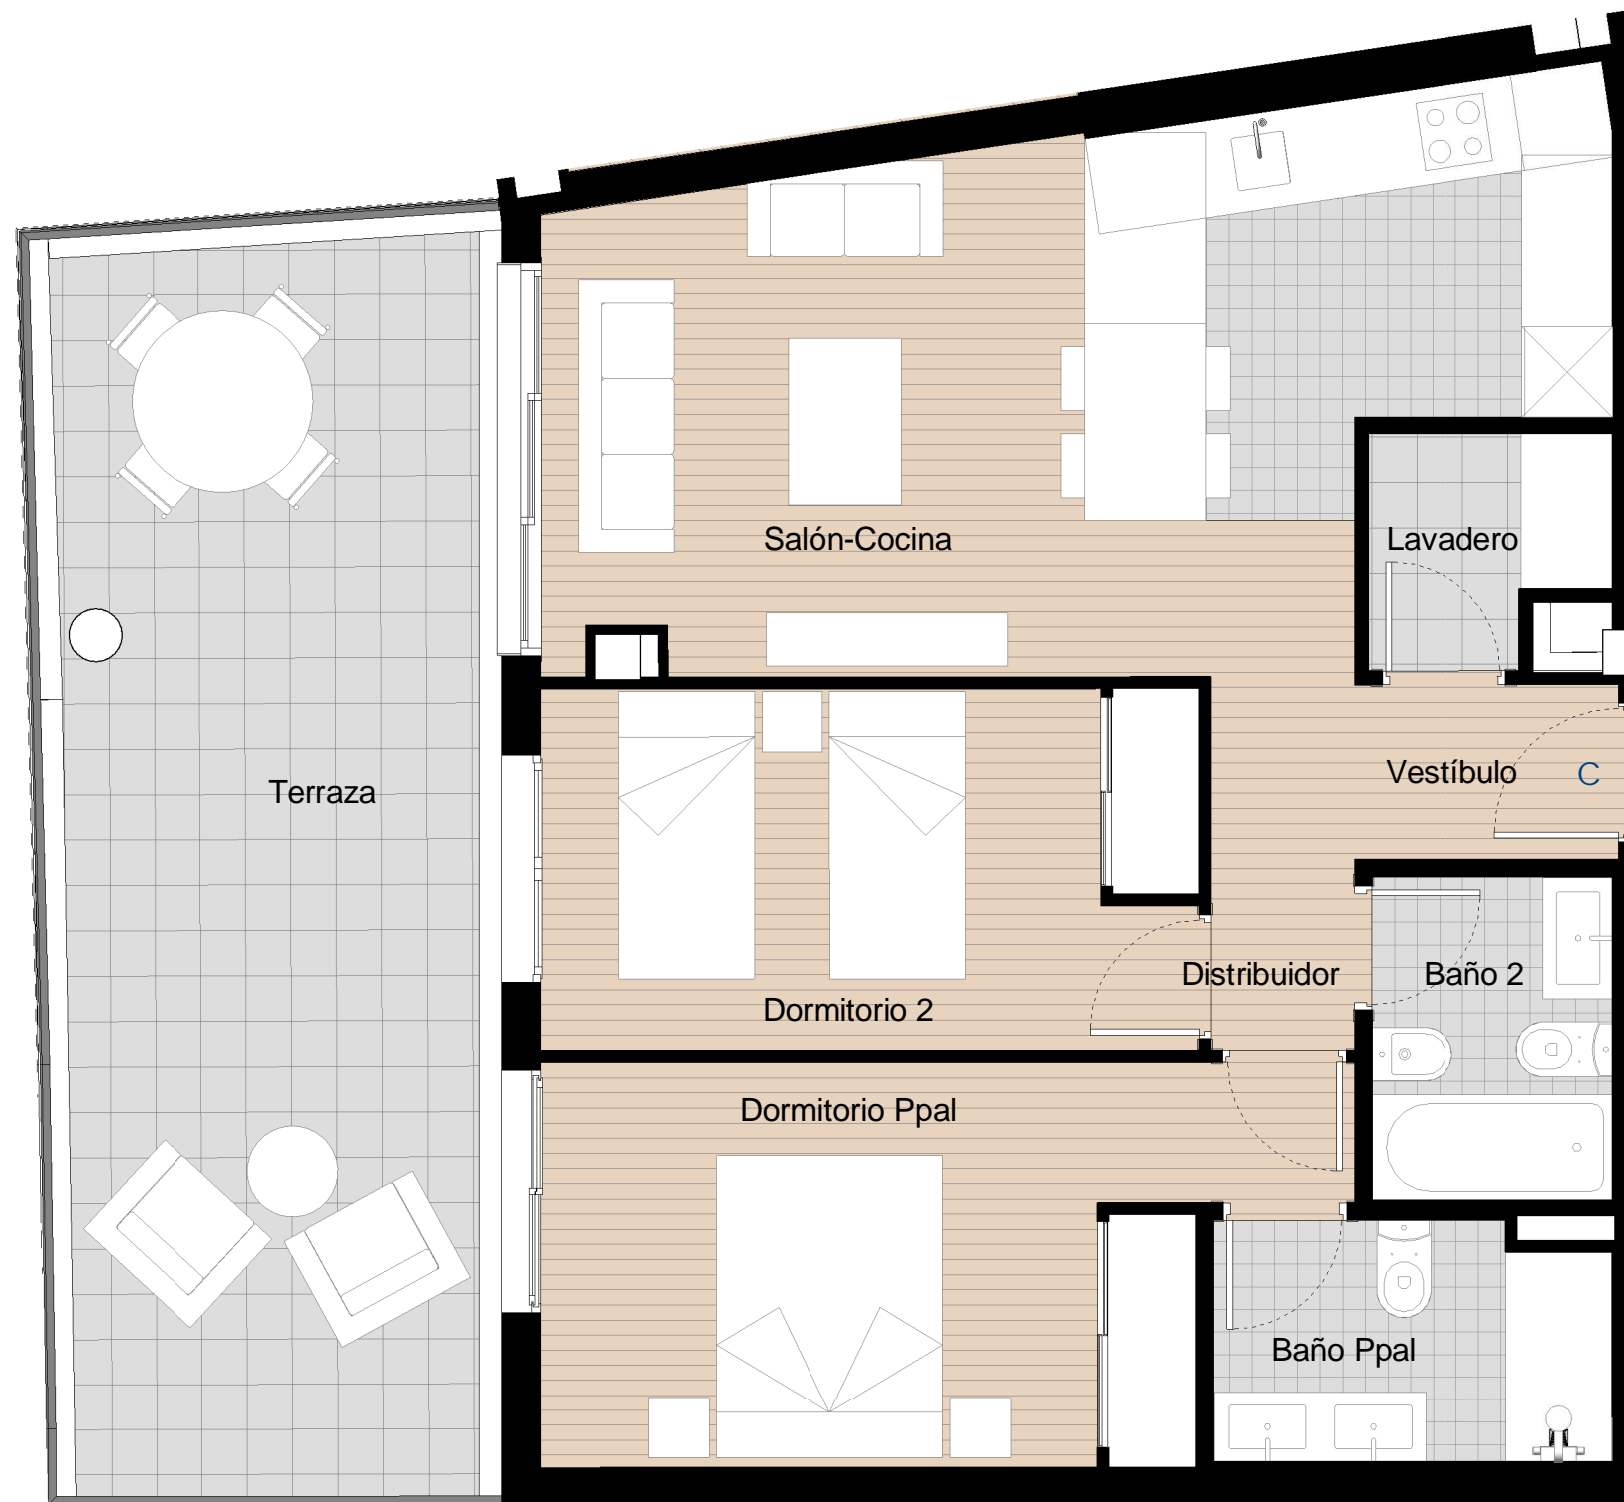 Salón-Cocina
Lavadero
Terraza
Vestíbulo
C
Distribuidor
Baño 2
Dormitorio 2
Dormitorio Ppal
Baño Ppal